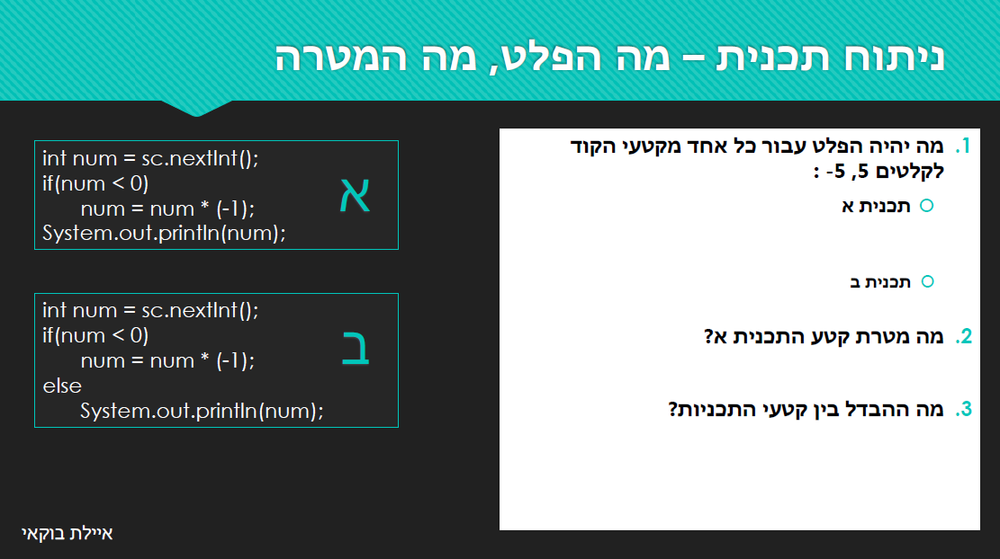 ניתוח תכנית – מה הפלט, מה המטרה
1. מה יהיה הפלט עבור כל אחד מקטעי הקוד
לקלטים 5, 5- :
תכנית א
תכנית ב
2. מה מטרת קטע התכנית א?
3. מה ההבדל בין קטעי התכניות?
int num = sc.nextInt();
if(num < 0)
num = num * (-1);
System.out.println(num);
א
int num = sc.nextInt();
if(num < 0)
num = num * (-1);
else
System.out.println(num);
ב
איילת בוקאי